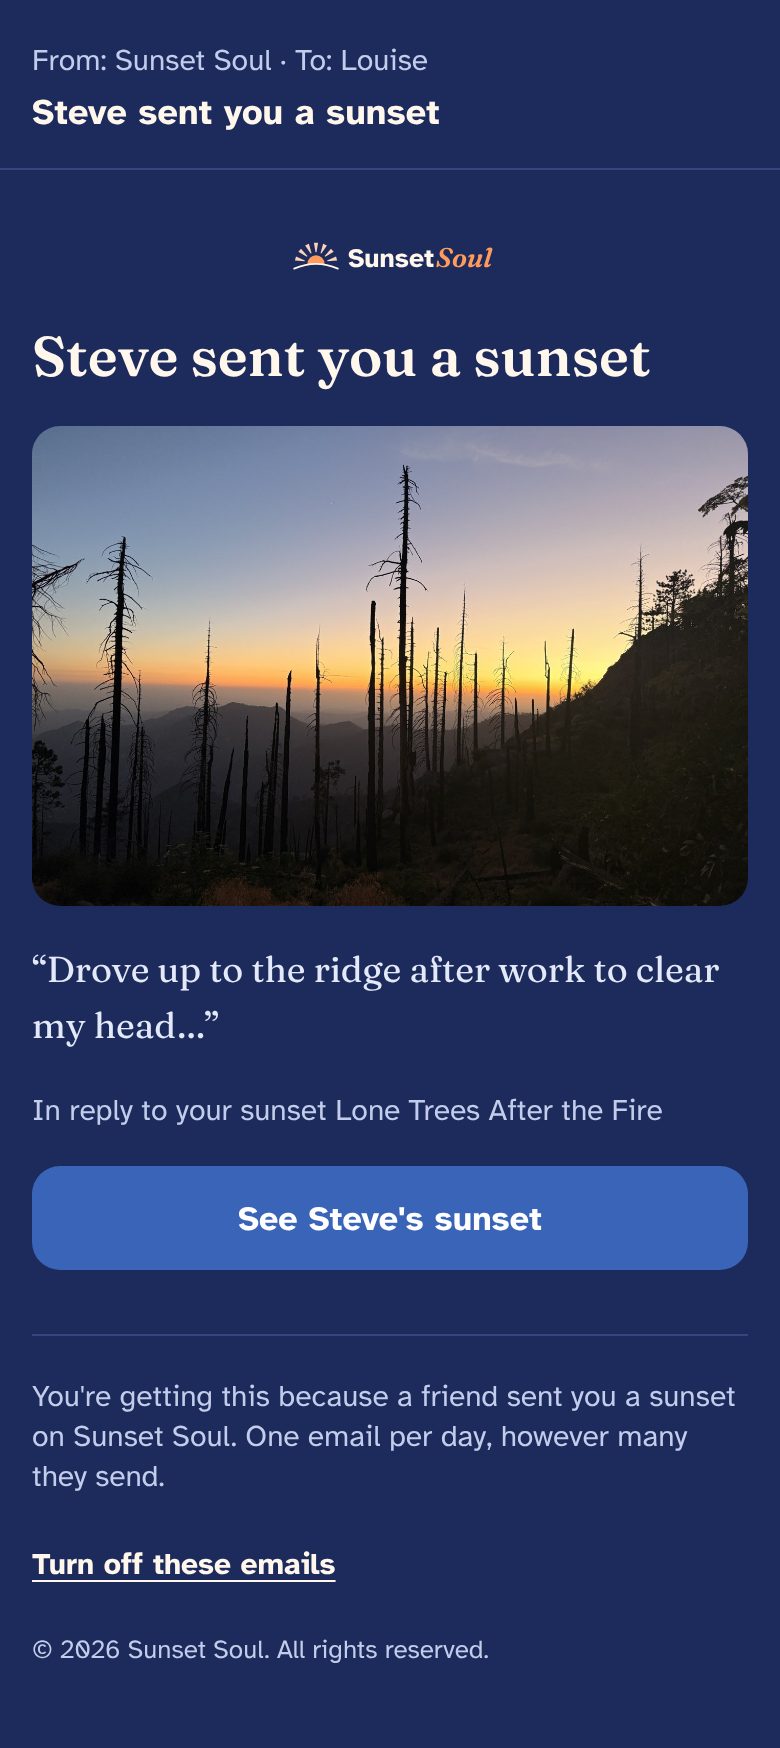 From: Sunset Soul · To: Louise
Steve sent you a sunset
SunsetSoul
Steve sent you a sunset
“Drove up to the ridge after work to clear
my head...”
In reply to your sunset Lone Trees After the Fire
See Steve's sunset
You're getting this because a friend sent you a sunset
on Sunset Soul. One email per day, however many
they send.
Turn off these emails
© 2026 Sunset Soul. All rights reserved.